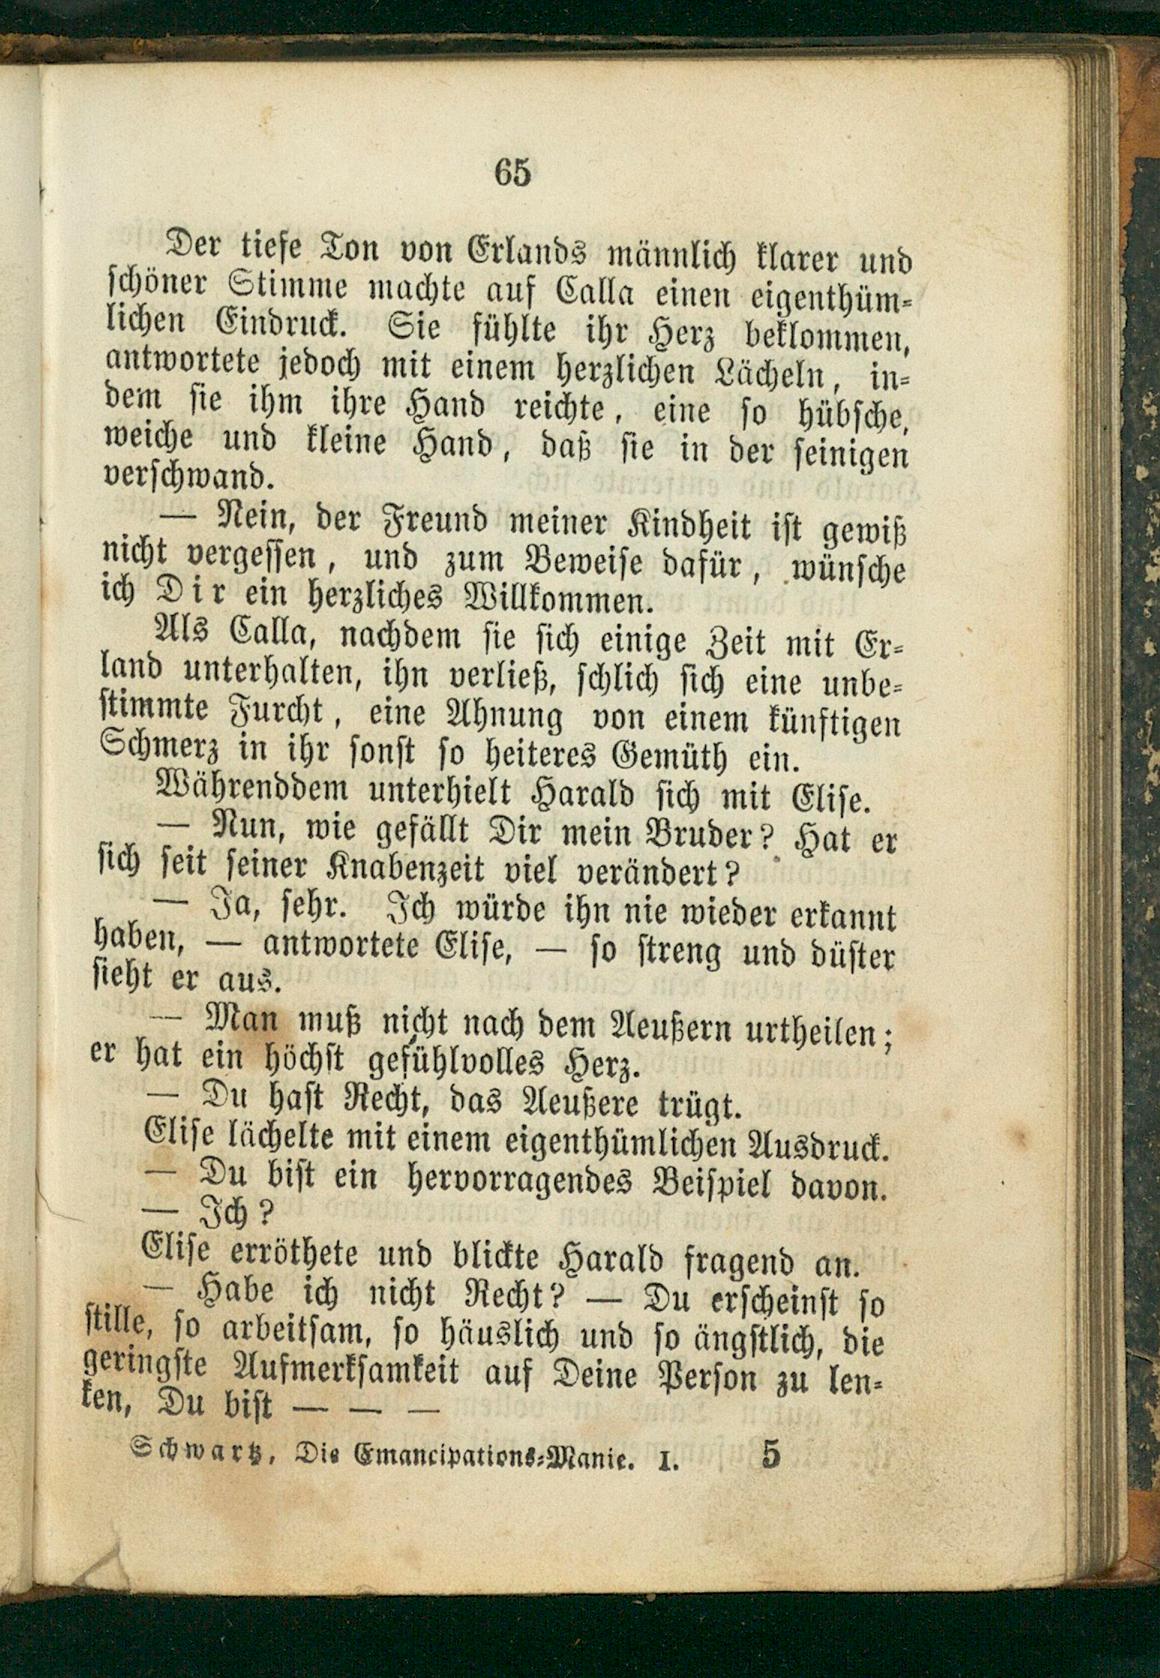 65
Der tiefe Ton von Erlands männlich klarer und
schöner Stimme machte auf Calla einen eigenthüm-
lichen Eindruck. Sie fühlte ihr Herz beklommen,
antwortete jedoch mit einem herzlichen Lächeln, in-
dem sie ihm ihre Hand reichte, eine so hübsche,
weiche und kleine Hand, daß sie in der seinigen
verschwand.
— Nein, der Freund meiner Kindheit ist gewiß
nicht vergessen, und zum Beweise dafür, wünsche
ich Dir ein herzliches Willkommen.
Als Calla, nachdem sie sich einige Zeit mit Er-
land unterhalten, ihn verließ, schlich sich eine unbe-
stimmte Furcht, eine Ahnung von einem künftigen
Schmerz in ihr sonst so heiteres Gemüth ein.
Währenddem unterhielt Harald sich mit Elise.
— Nun, wie gefällt Dir mein Bruder? Hat er
sich seit seiner Knabenzeit viel verändert?
— Ja, sehr. Ich würde ihn nie wieder erkannt
haben, — antwortete Elise, — so streng und düster
sieht er aus.
— Man muß nicht nach dem Aeußern urtheilen;
er hat ein höchst gefühlvolles Herz.
— Du hast Recht, das Aeußere trügt.
Elise lächelte mit einem eigenthümlichen Ausdruck.
— Du bist ein hervorragendes Beispiel davon.
— Ich?
Elise erröthete und blickte Harald fragend an.
— Habe ich nicht Recht? — Du erscheinst so
stille, so arbeitsam, so häuslich und so ängstlich, die
geringste Aufmerksamkeit auf Deine Person zu len-
ken, Du bist — — —
Schwartz, Die Emancipations-Manie. I. 5